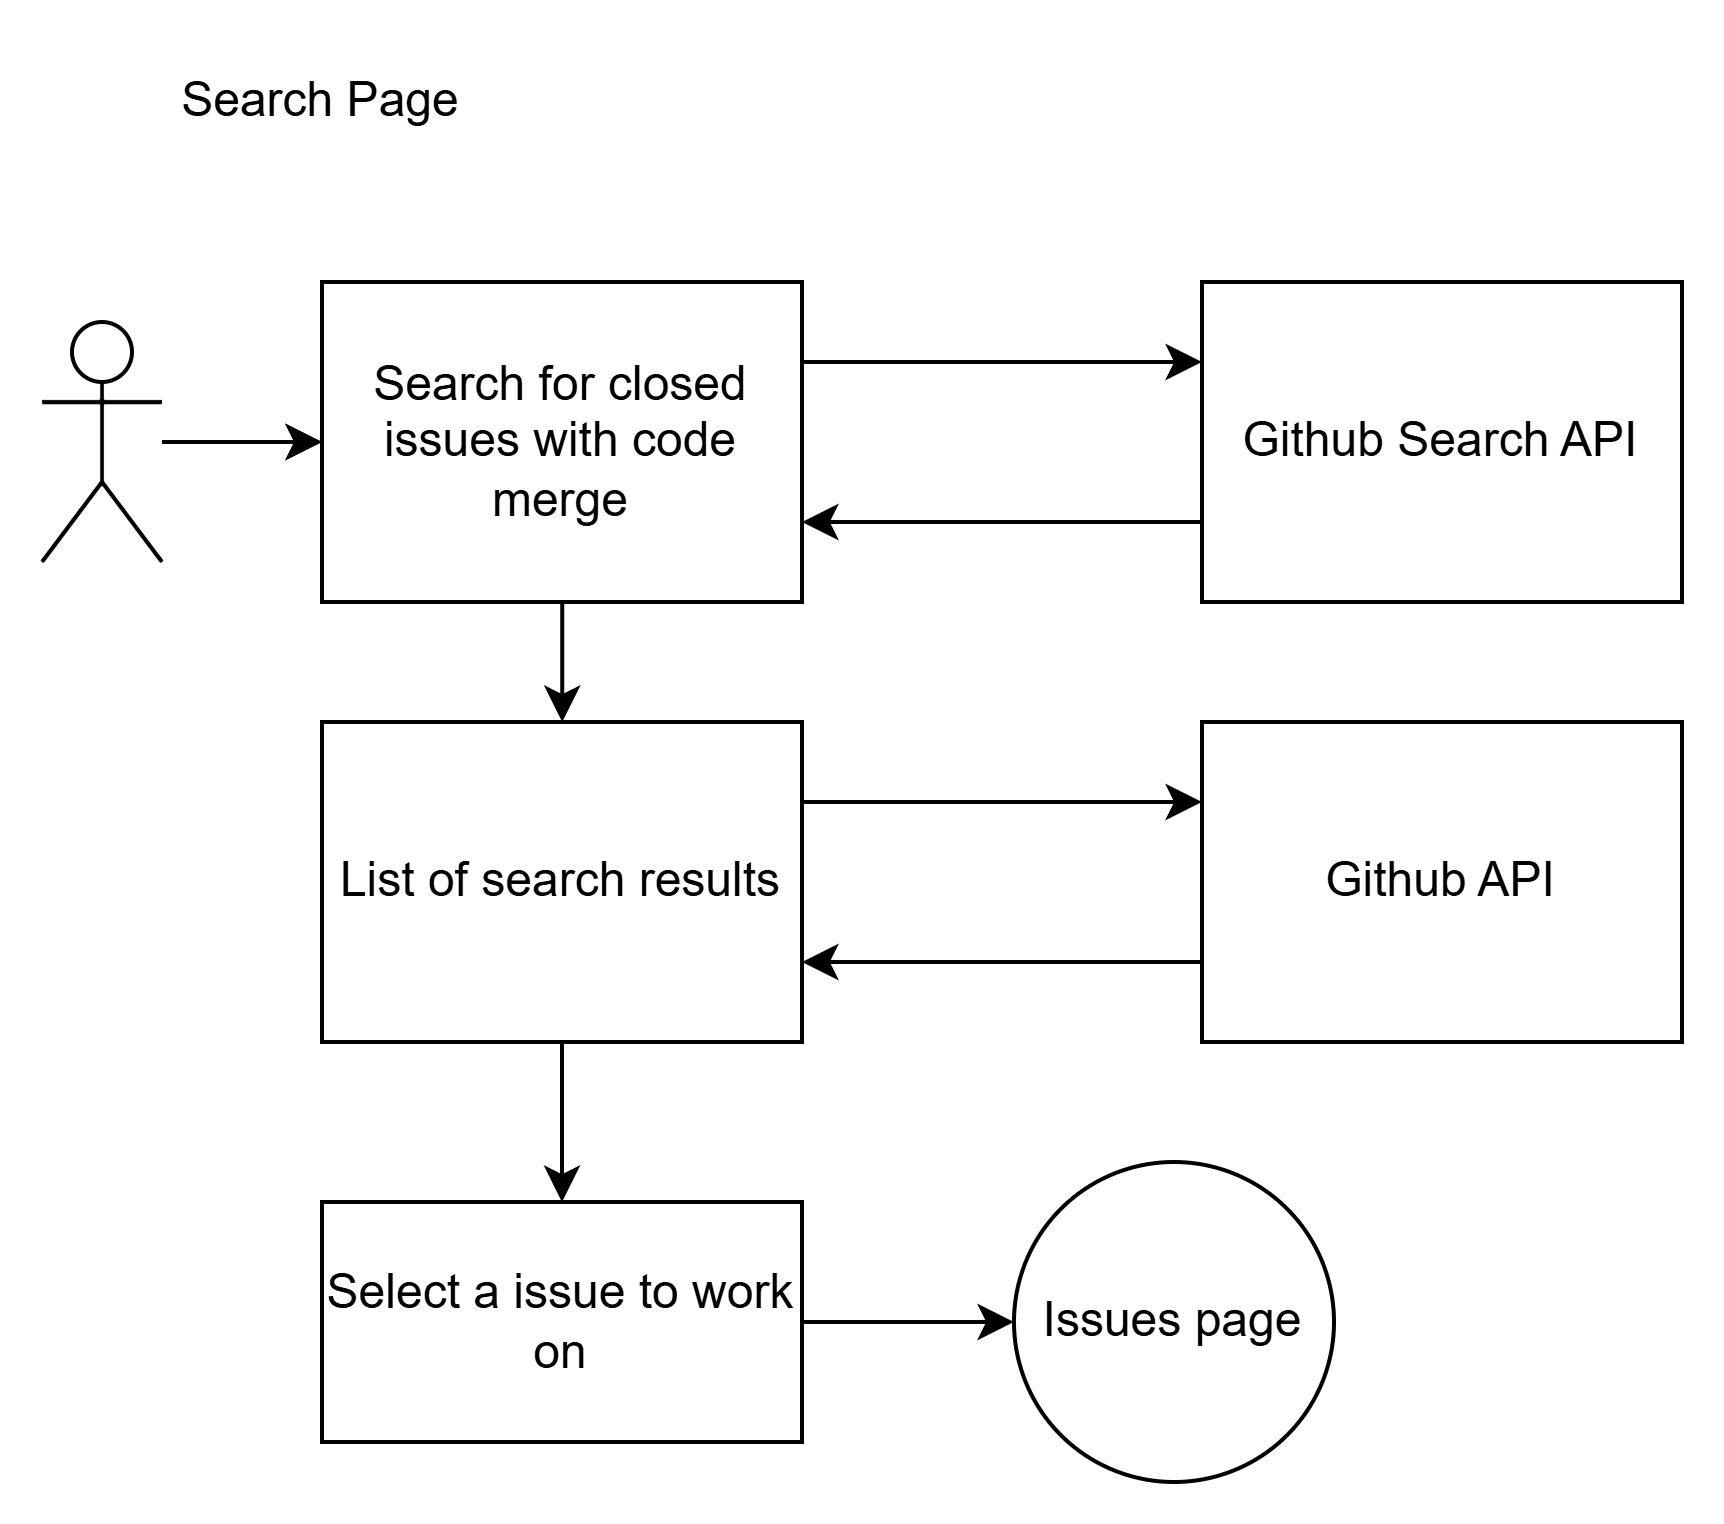 Search Page
Search for closed
issues with code
merge
Github Search API
List of search results
Github API
Select a issue to work
on
Issues page